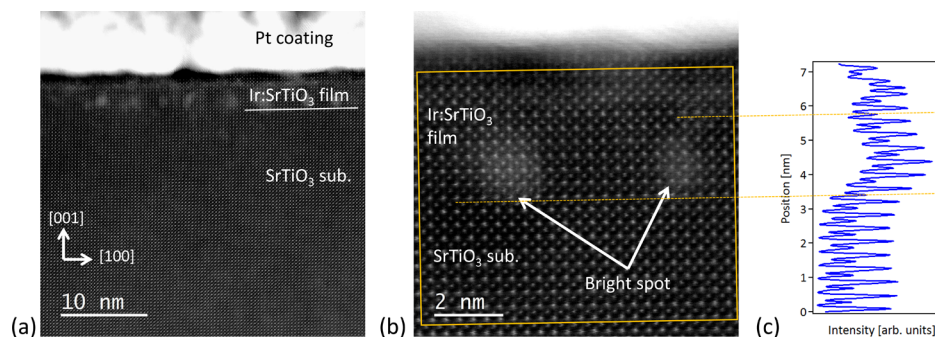 Pt coating
Ir:SrTiO₃ film
SrTiO₃ sub.
[001]
[100]
10 nm
(a)
Ir:SrTiO₃
film
SrTiO₃ sub.
Bright spot
2 nm
(b)
7
6
5
4
3
2
1
0
Position [nm]
Intensity [arb. units]
(c)